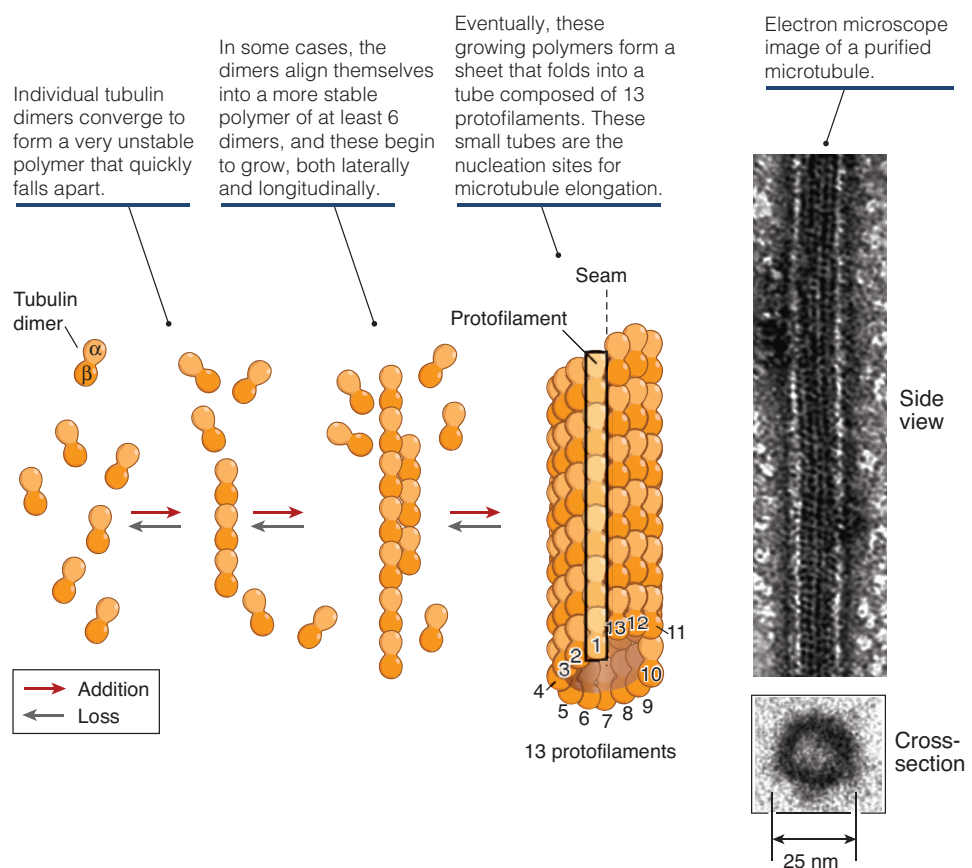 Individual tubulin
dimers converge to
form a very unstable
polymer that quickly
falls apart.
In some cases, the
dimers align themselves
into a more stable
polymer of at least 6
dimers, and these begin
to grow, both laterally
and longitudinally.
Eventually, these
growing polymers form a
sheet that folds into a
tube composed of 13
protofilaments. These
small tubes are the
nucleation sites for
microtubule elongation.
Electron microscope
image of a purified
microtubule.
Tubulin
dimer
α
β
Seam
Protofilament
1
2
3
4
5
6
7
8
9
10
11
12
13
13 protofilaments
Addition
Loss
Side
view
Cross-
section
25 nm